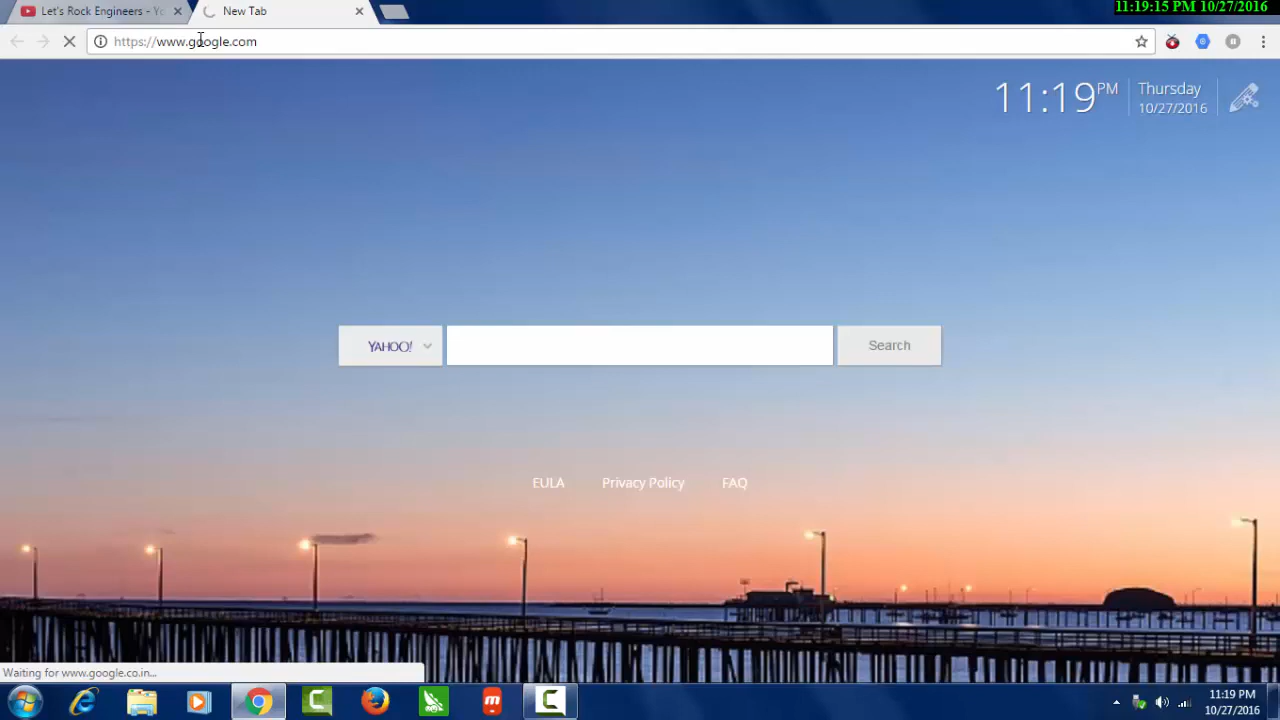 11:19:15 PM 10/27/2016
Let's Rock Engineers - Yo
New Tab
https://www.google.com
11:19 PM
Thursday
10/27/2016
YAHOO!
Search
EULA Privacy Policy FAQ
Waiting for www.google.co.in...
11:19 PM
10/27/2016